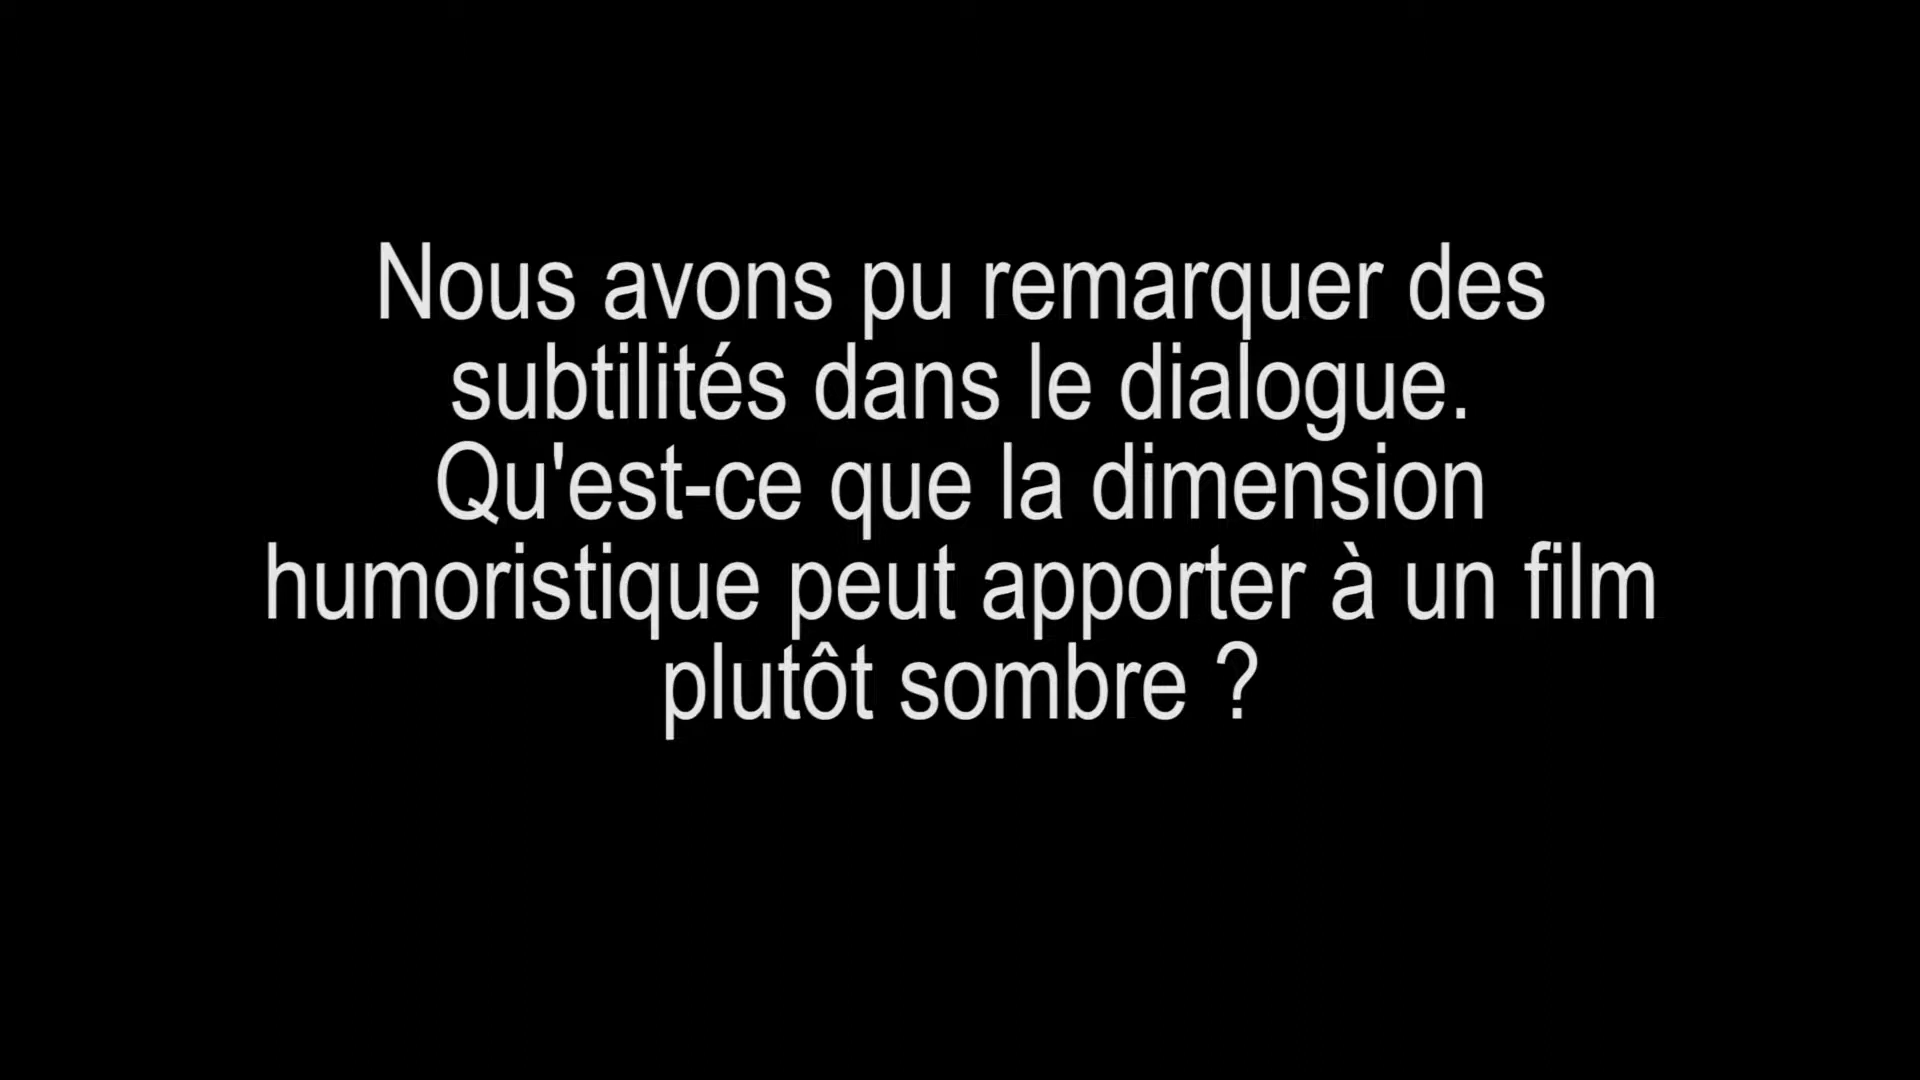 Nous avons pu remarquer des
subtilités dans le dialogue.
Qu'est-ce que la dimension
humoristique peut apporter à un film
plutôt sombre ?